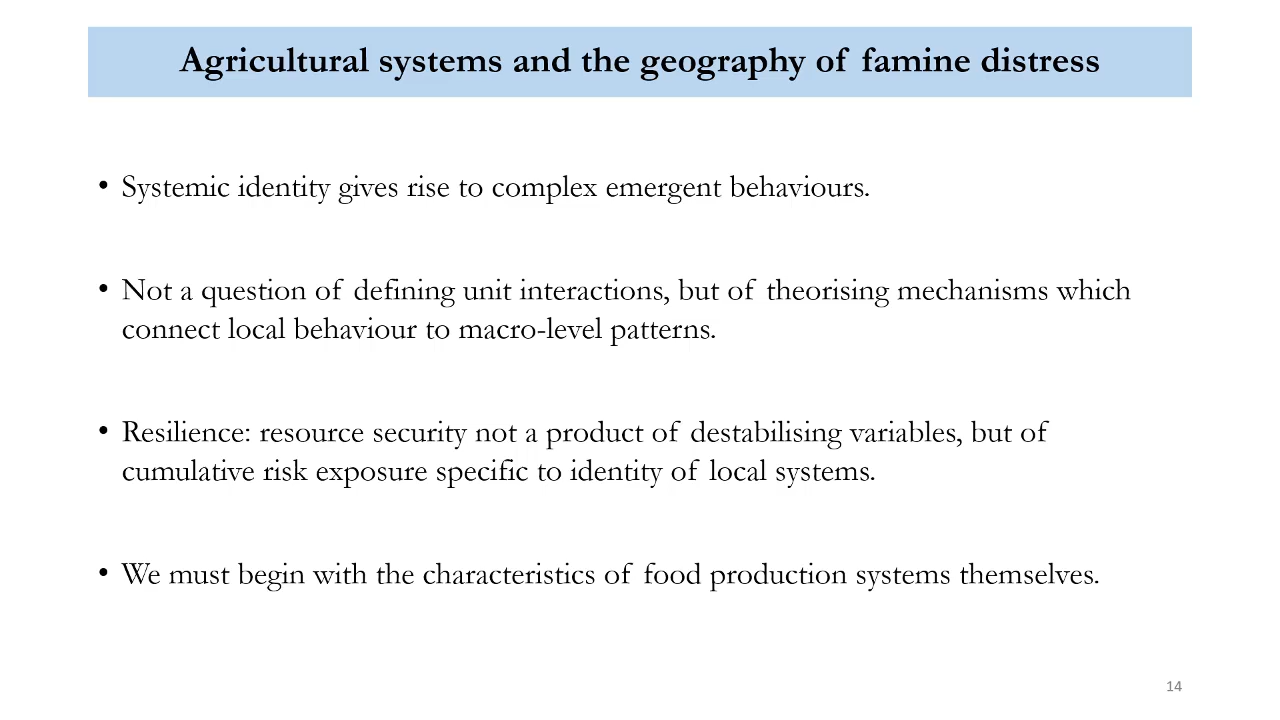 Agricultural systems and the geography of famine distress
• Systemic identity gives rise to complex emergent behaviours.
• Not a question of defining unit interactions, but of theorising mechanisms which
connect local behaviour to macro-level patterns.
• Resilience: resource security not a product of destabilising variables, but of
cumulative risk exposure specific to identity of local systems.
• We must begin with the characteristics of food production systems themselves.
14